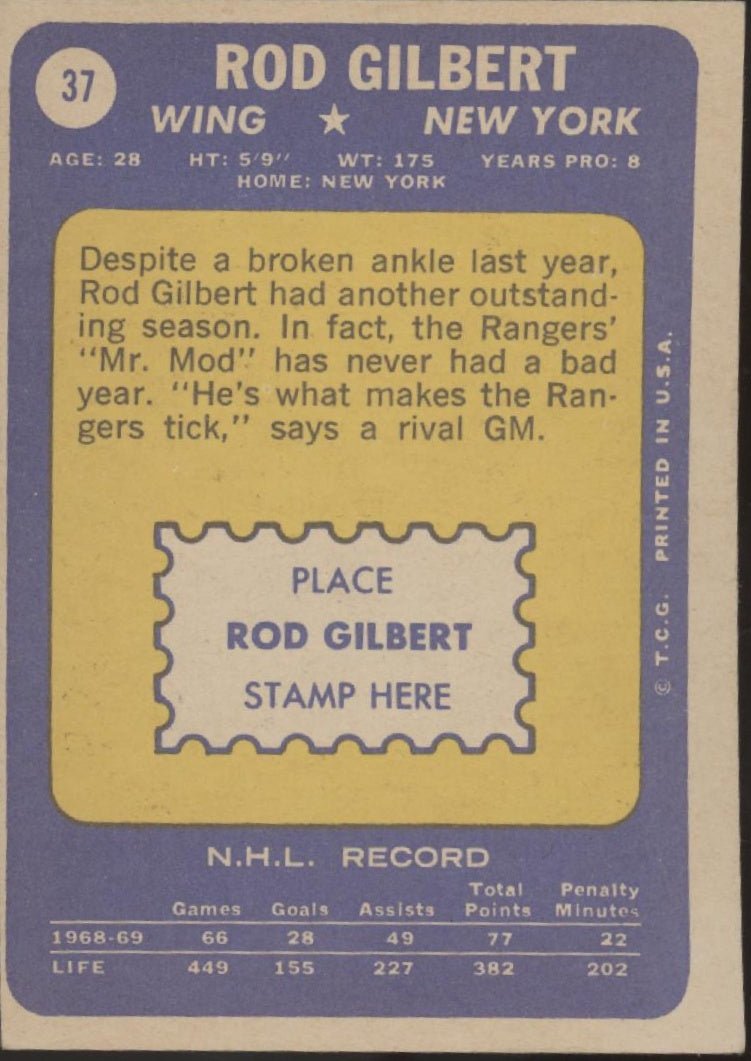 37
ROD GILBERT
WING ★ NEW YORK
AGE: 28 HT: 5'9" WT: 175 YEARS PRO: 8
HOME: NEW YORK
Despite a broken ankle last year,
Rod Gilbert had another outstand-
ing season. In fact, the Rangers'
"Mr. Mod" has never had a bad
year. "He's what makes the Ran-
gers tick," says a rival GM.
PLACE
ROD GILBERT
STAMP HERE
© T.C.G. PRINTED IN U.S.A.
N.H.L. RECORD
Games Goals Assists Total Points Penalty Minutes
1968-69 66 28 49 77 22
LIFE 449 155 227 382 202